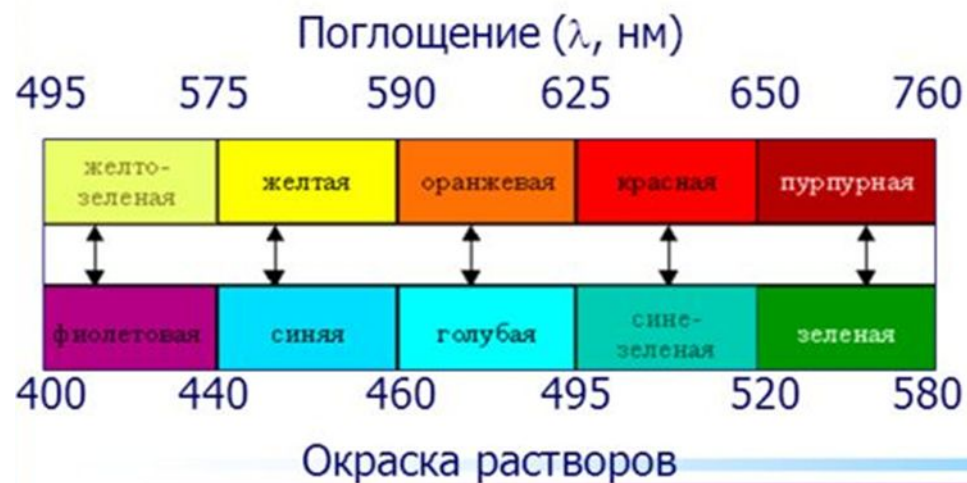 Поглощение (λ, нм)
495 575 590 625 650 760
желто-
зеленая
желтая
оранжевая
красная
пурпурная
фиолетовая
синяя
голубая
сине-
зеленая
зеленая
400 440 460 495 520 580
Окраска растворов